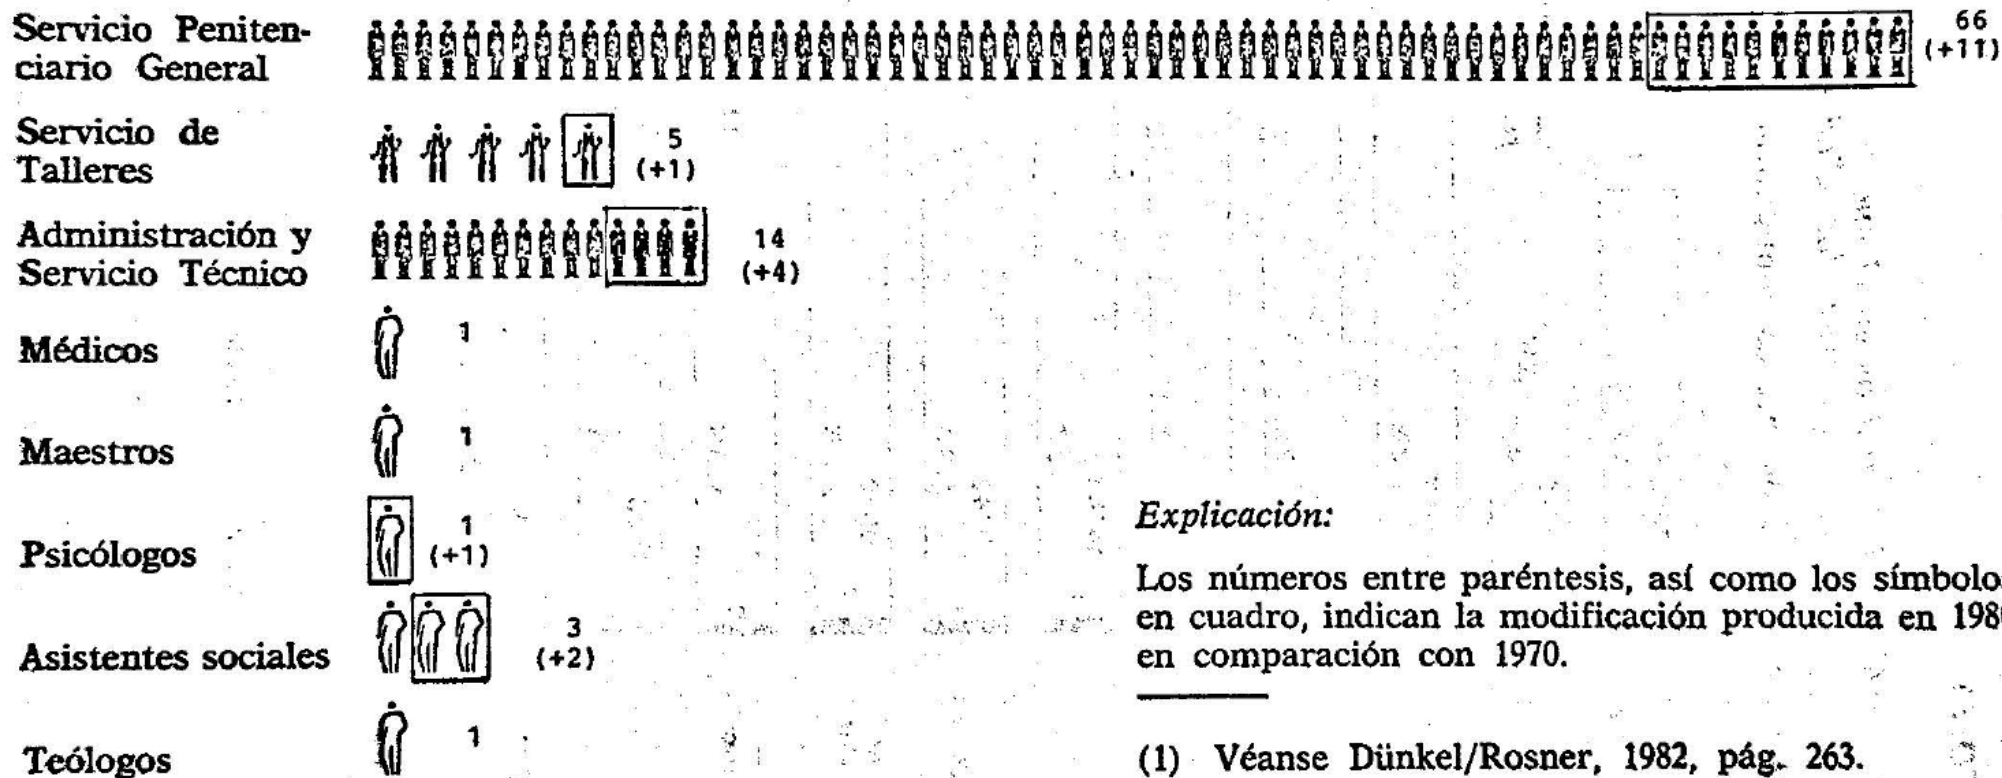 Servicio Peniten-
ciario General
66
(+11)
Servicio de
Talleres
5
(+1)
Administración y
Servicio Técnico
14
(+4)
Médicos
1
Maestros
1
Psicólogos
1
(+1)
Asistentes sociales
3
(+2)
Teólogos
1
Explicación:
Los números entre paréntesis, así como los símbolo
en cuadro, indican la modificación producida en 198
en comparación con 1970.
(1) Véanse Dünkel/Rosner, 1982, pág. 263.